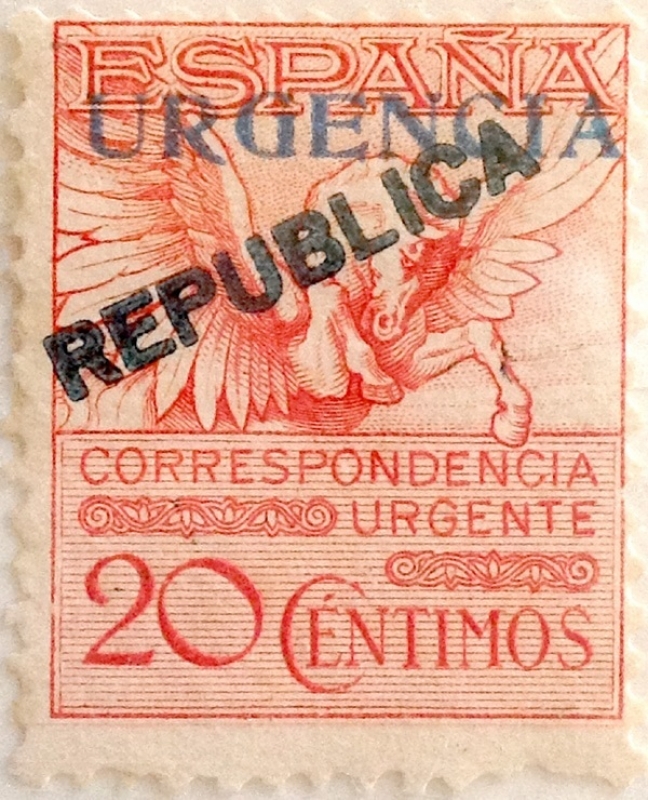 ESPAÑA
URGENCIA
REPUBLICA
CORRESPONDENCIA
URGENTE
20 CÉNTIMOS